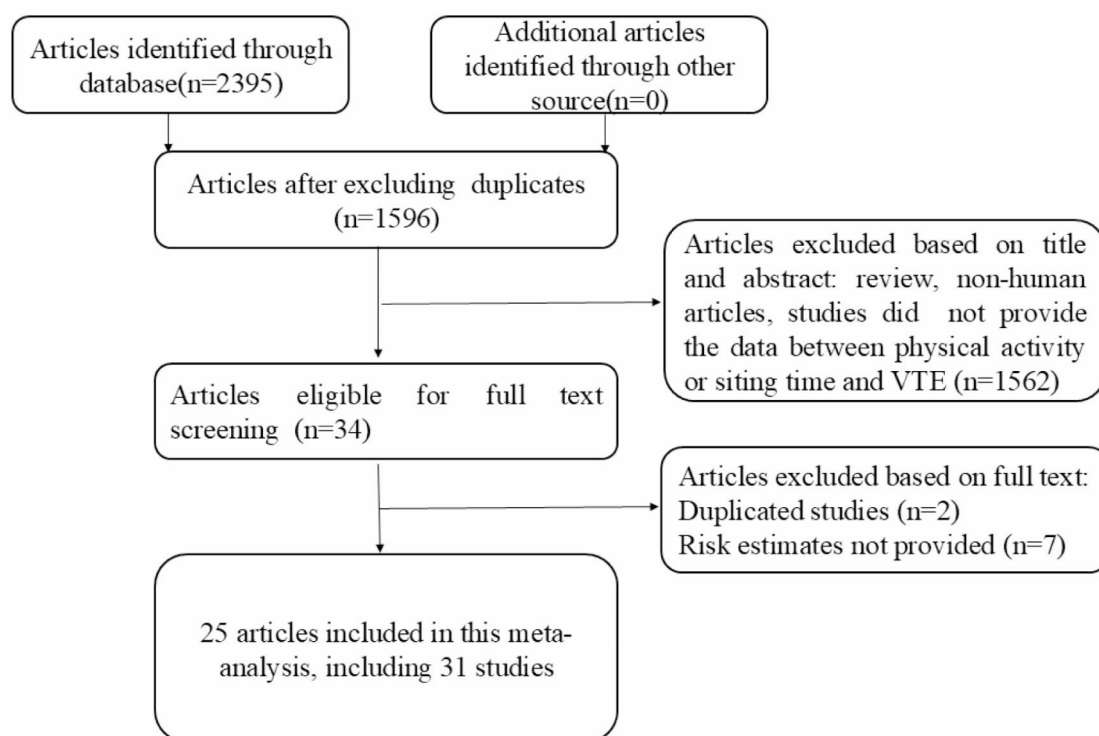 Articles identified through
database(n=2395)
Additional articles
identified through other
source(n=0)
Articles after excluding duplicates
(n=1596)
Articles excluded based on title
and abstract: review, non-human
articles, studies did not provide
the data between physical activity
or siting time and VTE (n=1562)
Articles eligible for full text
screening (n=34)
Articles excluded based on full text:
Duplicated studies (n=2)
Risk estimates not provided (n=7)
25 articles included in this meta-
analysis, including 31 studies